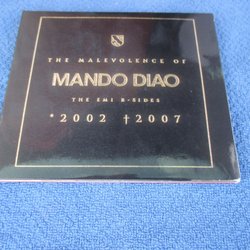 THE MALEVOLENCE OF
MANDO DIAO
THE EMI B-SIDES
*2002 †2007